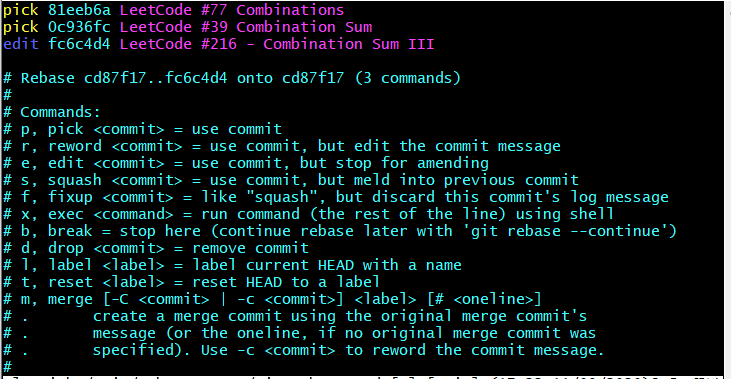 pick 81eeb6a LeetCode #77 Combinations
pick 0c936fc LeetCode #39 Combination Sum
edit fc6c4d4 LeetCode #216 - Combination Sum III
# Rebase cd87f17..fc6c4d4 onto cd87f17 (3 commands)
#
# Commands:
# p, pick <commit> = use commit
# r, reword <commit> = use commit, but edit the commit message
# e, edit <commit> = use commit, but stop for amending
# s, squash <commit> = use commit, but meld into previous commit
# f, fixup <commit> = like "squash", but discard this commit's log message
# x, exec <command> = run command (the rest of the line) using shell
# b, break = stop here (continue rebase later with 'git rebase --continue')
# d, drop <commit> = remove commit
# l, label <label> = label current HEAD with a name
# t, reset <label> = reset HEAD to a label
# m, merge [-C <commit> | -c <commit>] <label> [# <oneline>]
# .       create a merge commit using the original merge commit's
# .       message (or the oneline, if no original merge commit was
# .       specified). Use -c <commit> to reword the commit message.
#